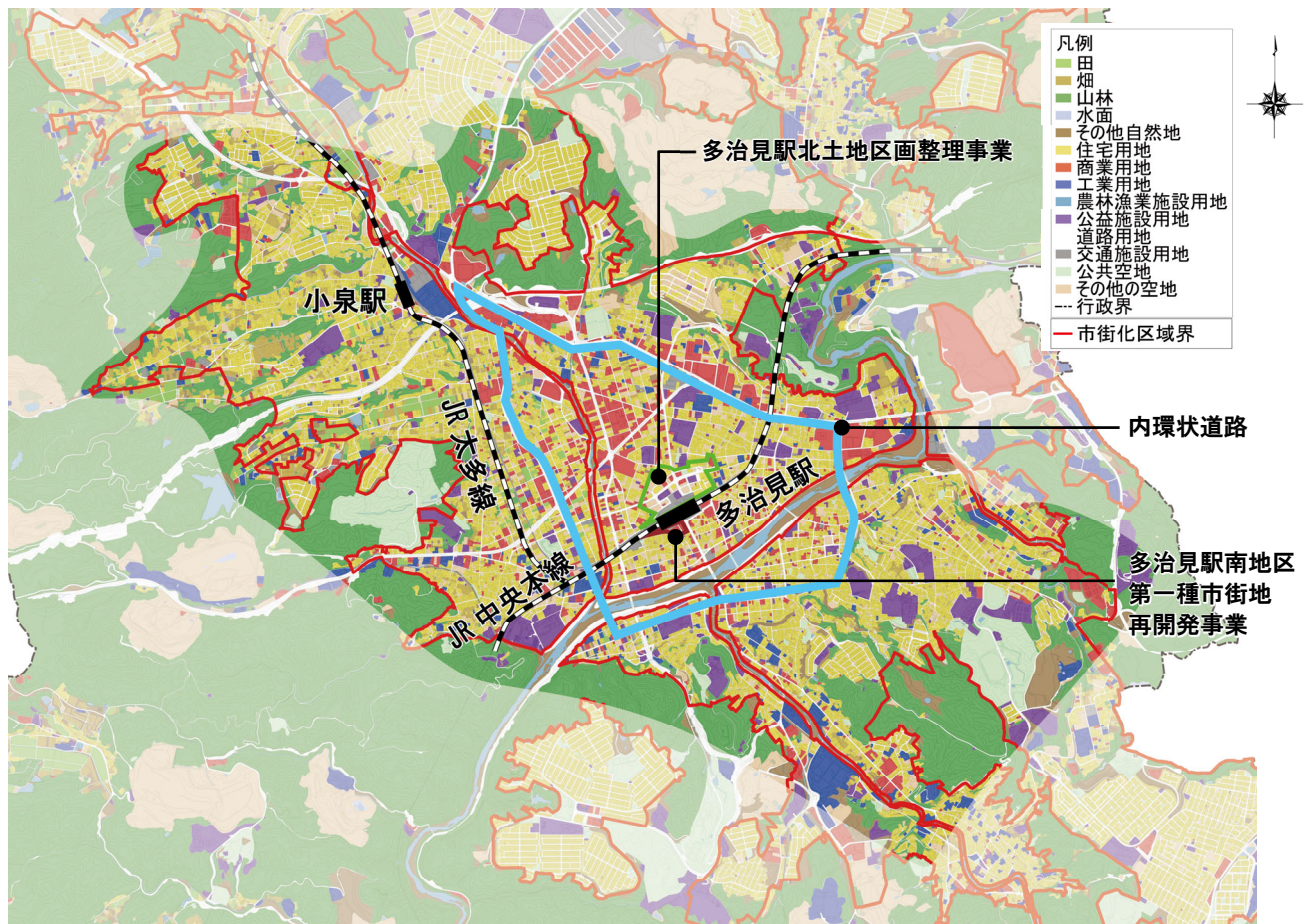 凡例
田
畑
山林
水面
その他自然地
住宅用地
商業用地
工業用地
農林漁業施設用地
公益施設用地
道路用地
交通施設用地
公共空地
その他の空地
行政界
市街化区域界
多治見駅北土地区画整理事業
小泉駅
JR 太多線
内環状道路
多治見駅
JR 中央本線
多治見駅南地区
第一種市街地
再開発事業